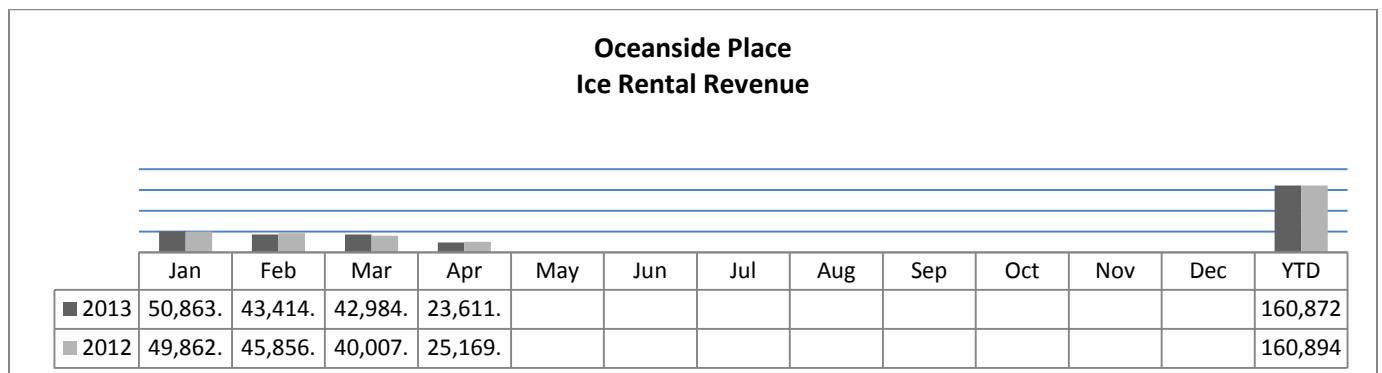 Oceanside Place
Ice Rental Revenue
Jan Feb Mar Apr May Jun Jul Aug Sep Oct Nov Dec YTD
2013 50,863. 43,414. 42,984. 23,611. 160,872
2012 49,862. 45,856. 40,007. 25,169. 160,894